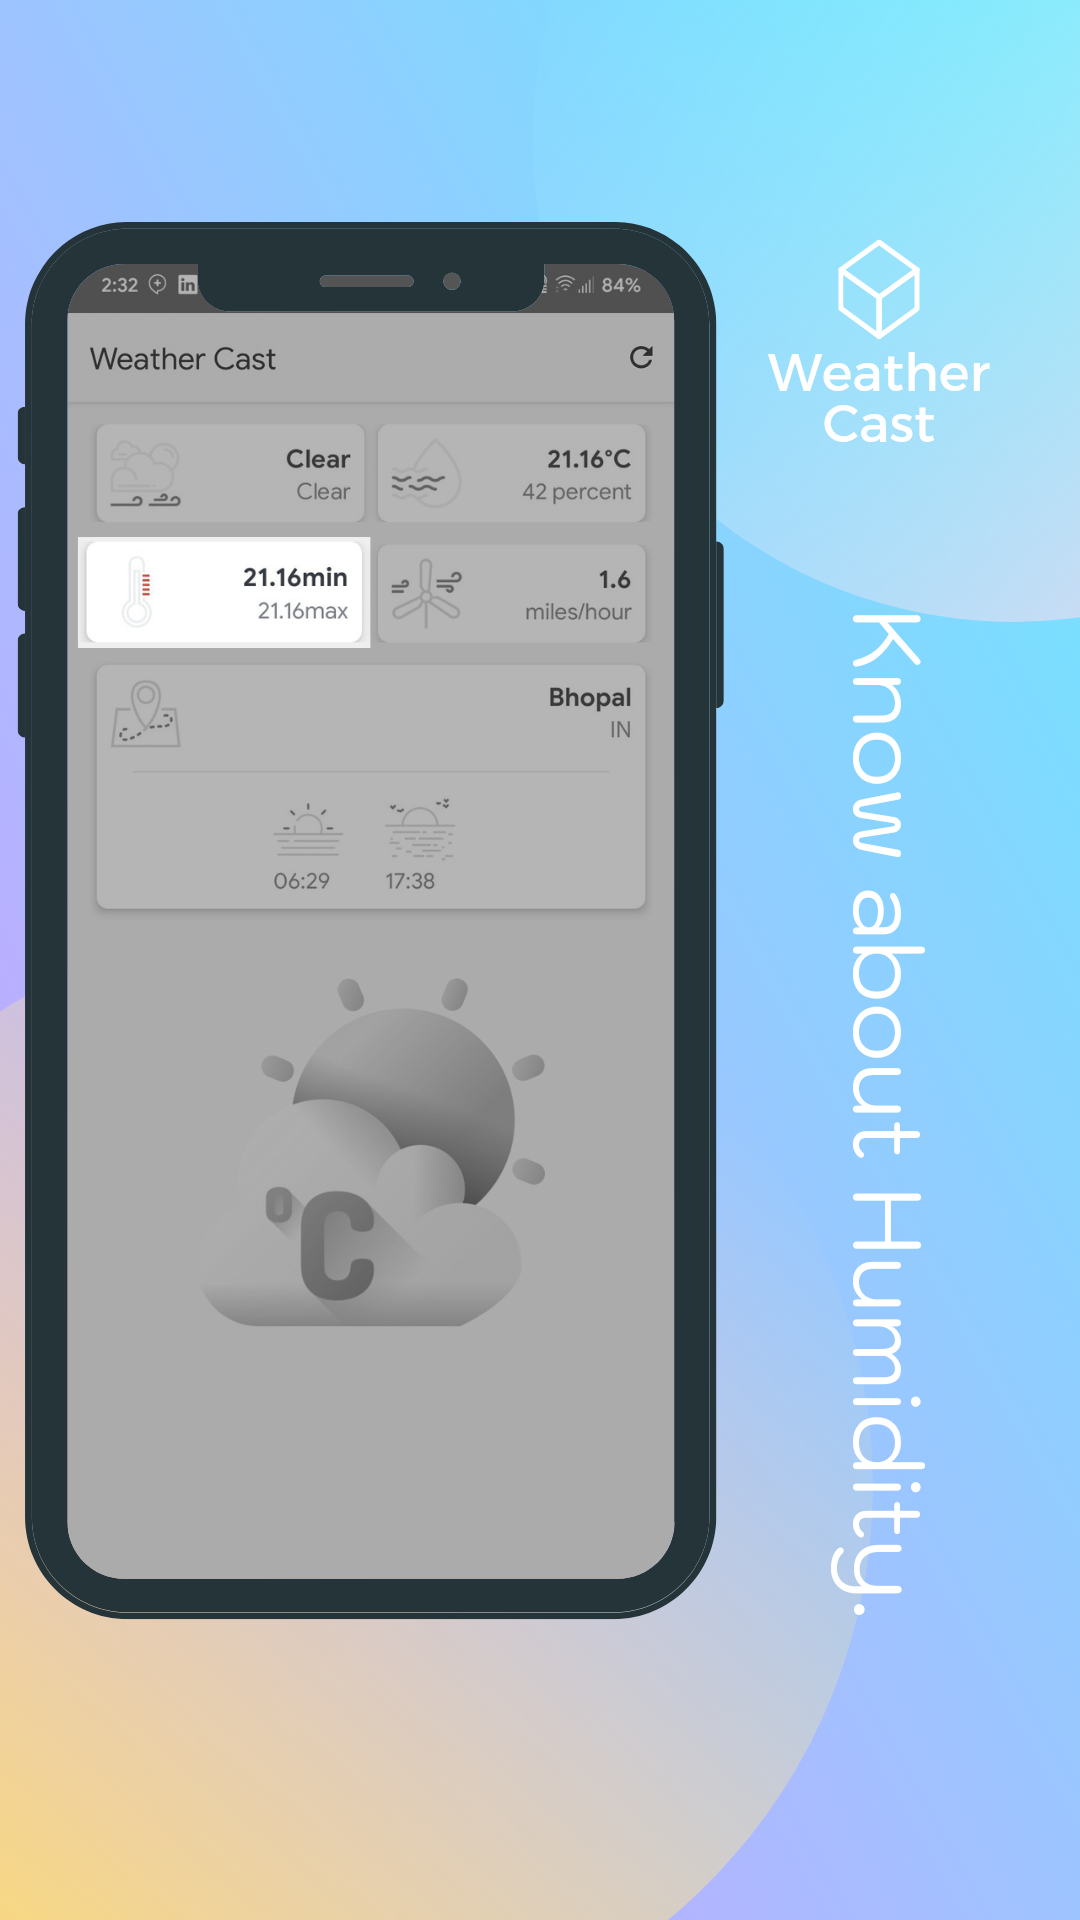 2:32
in
84%
Weather Cast
Clear
Clear
21.16°C
42 percent
21.16min
21.16max
1.6
miles/hour
Bhopal
IN
06:29
17:38
°C
Weather
Cast
Know about Humidity.